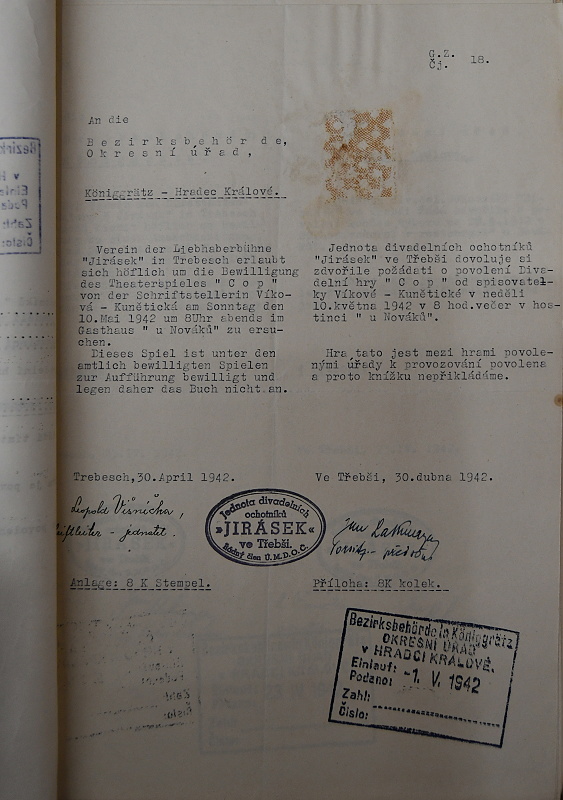 G.Z.
Čj. 18.
An die
Bezirksbehörde,
Okresní úřad,
Königgrätz - Hradec Králové.
Verein der Liebhaberbühne
"Jirásek" in Trebesch erlaubt
sich höflich um die Bewilligung
des Theaterspieles " C o p "
von der Schriftstellerin Víko-
vá - Kunětická am Sonntag den
10.Mai 1942 um 8Uhr abends im
Gasthaus " u Nováků" zu ersu-
chen.
Dieses Spiel ist unter den
amtlich bewilligten Spielen
zur Aufführung bewilligt und
legen daher das Buch nicht an.
Jednota divadelních ochotníků
"Jirásek" ve Třebši dovoluje si
zdvořile požádati o povolení Diva-
delní hry " C o p " od spisovatel-
ky Víkové - Kunětické v neděli
10.května 1942 v 8 hod.večer v hos-
tinci " u Nováků".
Hra tato jest mezi hrami povole-
nými úřady k provozování povolena
a proto knížku nepřikládáme.
Trebesch,30.April 1942.
Ve Třebši, 30.dubna 1942.
Leopold Višnička,
- jednatel.
Jednota divadelních
ochotníků
»JIRÁSEK«
ve Třebši.
Řádný člen Ú.M.D.O.C.
Jan
Anlage: 8 K Stempel.
Příloha: 8K kolek.
Bezirksbehörde in Königgrätz
OKRESNÍ ÚŘAD
v HRADCI KRÁLOVÉ.
Einlauf:
Podáno: -1. V. 1942
Zahl:
Číslo: